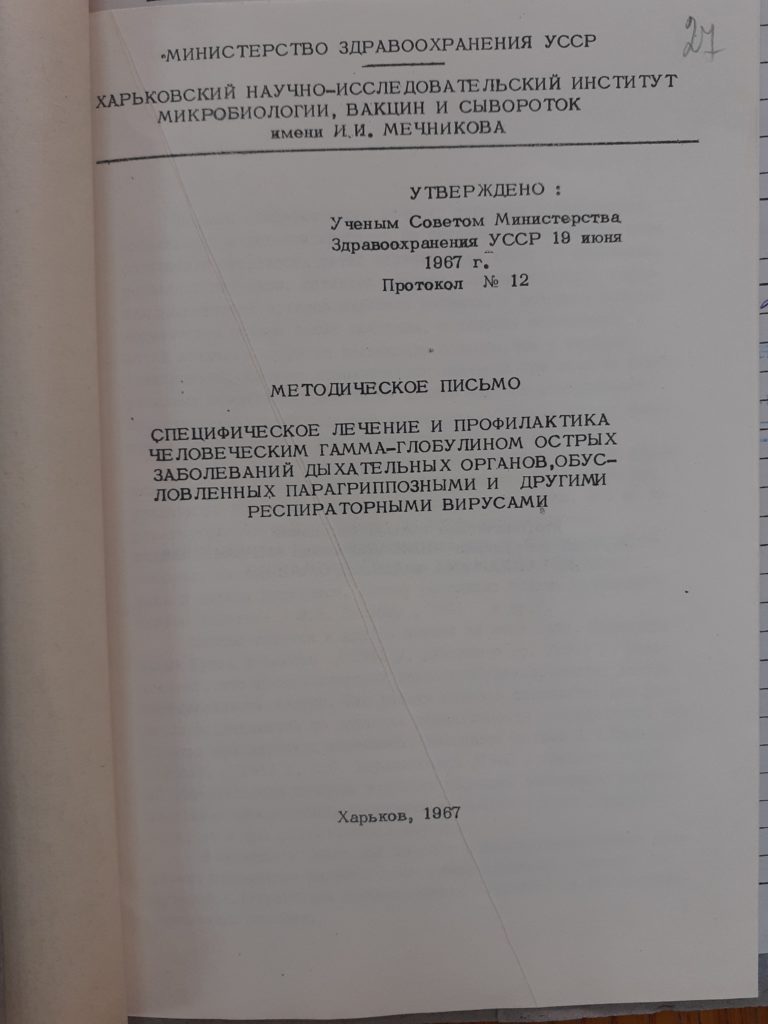 27
МИНИСТЕРСТВО ЗДРАВООХРАНЕНИЯ УССР
ХАРЬКОВСКИЙ НАУЧНО-ИССЛЕДОВАТЕЛЬСКИЙ ИНСТИТУТ
МИКРОБИОЛОГИИ, ВАКЦИН И СЫВОРОТОК
имени И.И. МЕЧНИКОВА
УТВЕРЖДЕНО :
Ученым Советом Министерства
Здравоохранения УССР 19 июня
1967 г.
Протокол № 12
МЕТОДИЧЕСКОЕ ПИСЬМО
СПЕЦИФИЧЕСКОЕ ЛЕЧЕНИЕ И ПРОФИЛАКТИКА
ЧЕЛОВЕЧЕСКИМ ГАММА-ГЛОБУЛИНОМ ОСТРЫХ
ЗАБОЛЕВАНИЙ ДЫХАТЕЛЬНЫХ ОРГАНОВ,ОБУС-
ЛОВЛЕННЫХ ПАРАГРИППОЗНЫМИ И ДРУГИМИ
РЕСПИРАТОРНЫМИ ВИРУСАМИ
Харьков, 1967